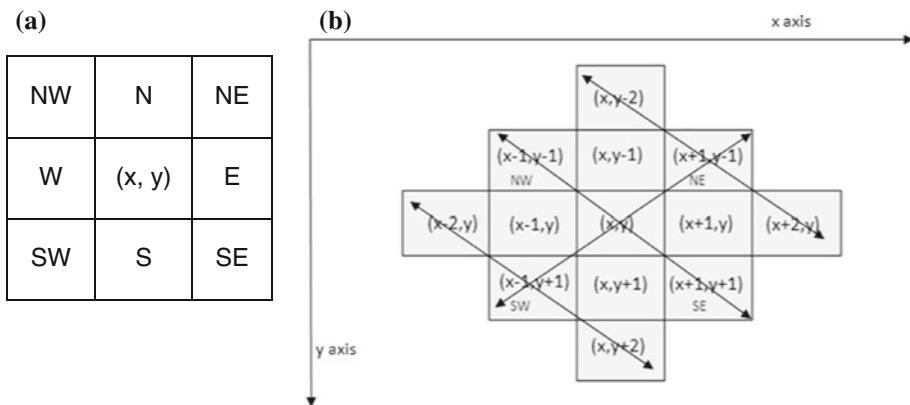 (a)
NW N NE
W (x, y) E
SW S SE
(b)
x axis
(x,y-2)
(x-1,y-1) (x,y-1) (x+1,y-1)
NW NE
(x-2,y) (x-1,y) (x,y) (x+1,y) (x+2,y)
(x-1,y+1) (x,y+1) (x+1,y+1)
SW SE
y axis (x,y+2)